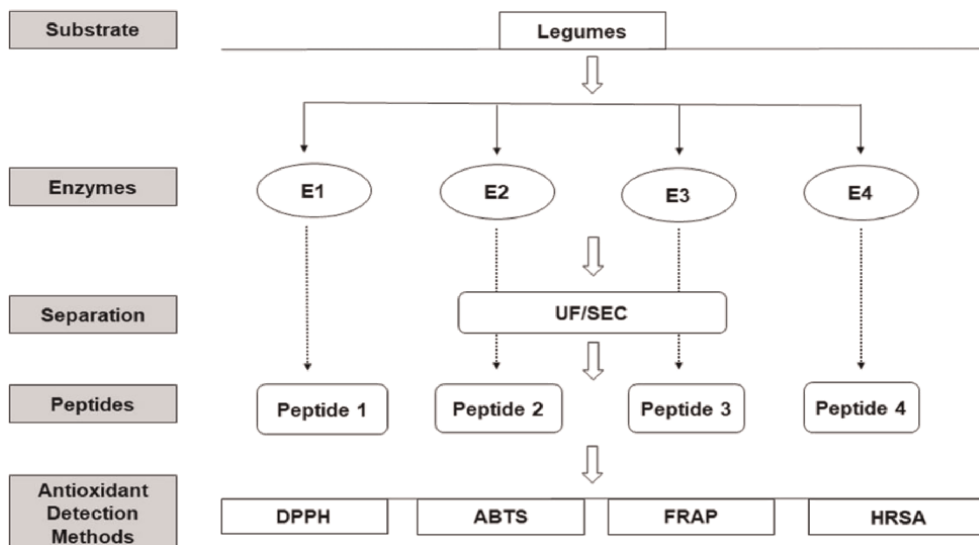 Substrate
Legumes
Enzymes
E1
E2
E3
E4
Separation
UF/SEC
Peptides
Peptide 1
Peptide 2
Peptide 3
Peptide 4
Antioxidant
Detection
Methods
DPPH
ABTS
FRAP
HRSA